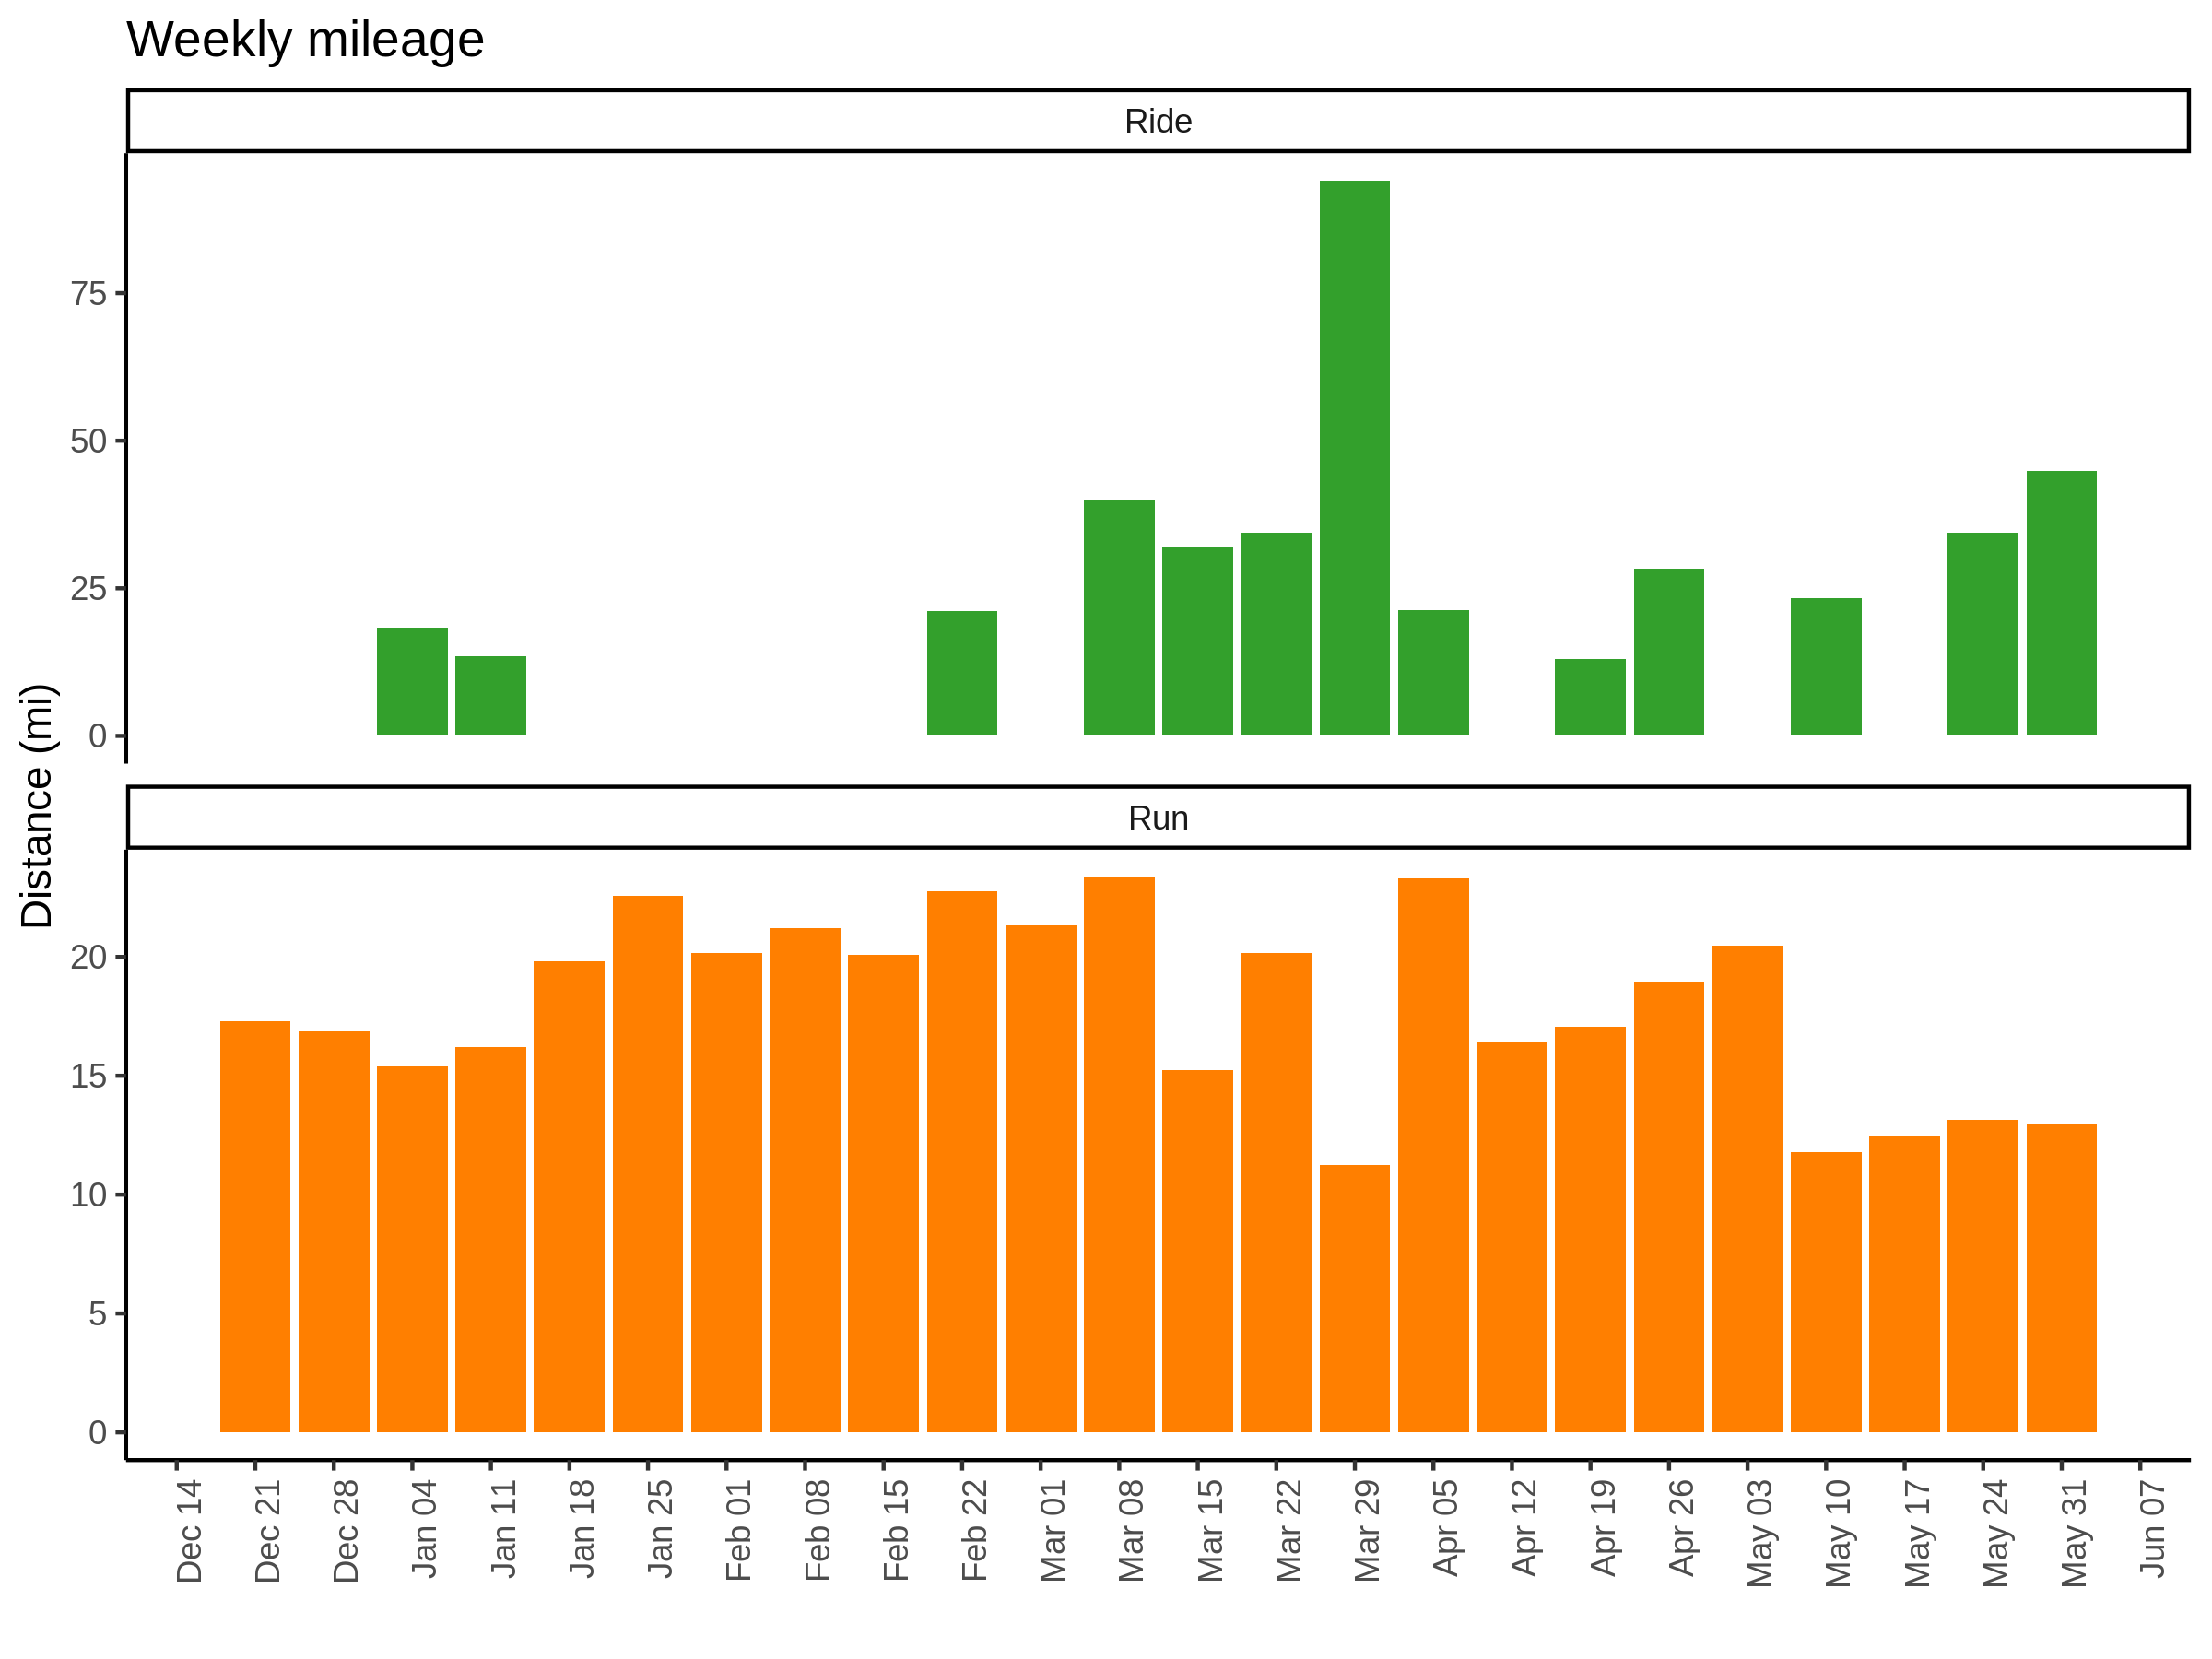 Weekly mileage
Ride
75
50
25
0
Distance (mi)
Run
20
15
10
5
0
Dec 14
Dec 21
Dec 28
Jan 04
Jan 11
Jan 18
Jan 25
Feb 01
Feb 08
Feb 15
Feb 22
Mar 01
Mar 08
Mar 15
Mar 22
Mar 29
Apr 05
Apr 12
Apr 19
Apr 26
May 03
May 10
May 17
May 24
May 31
Jun 07